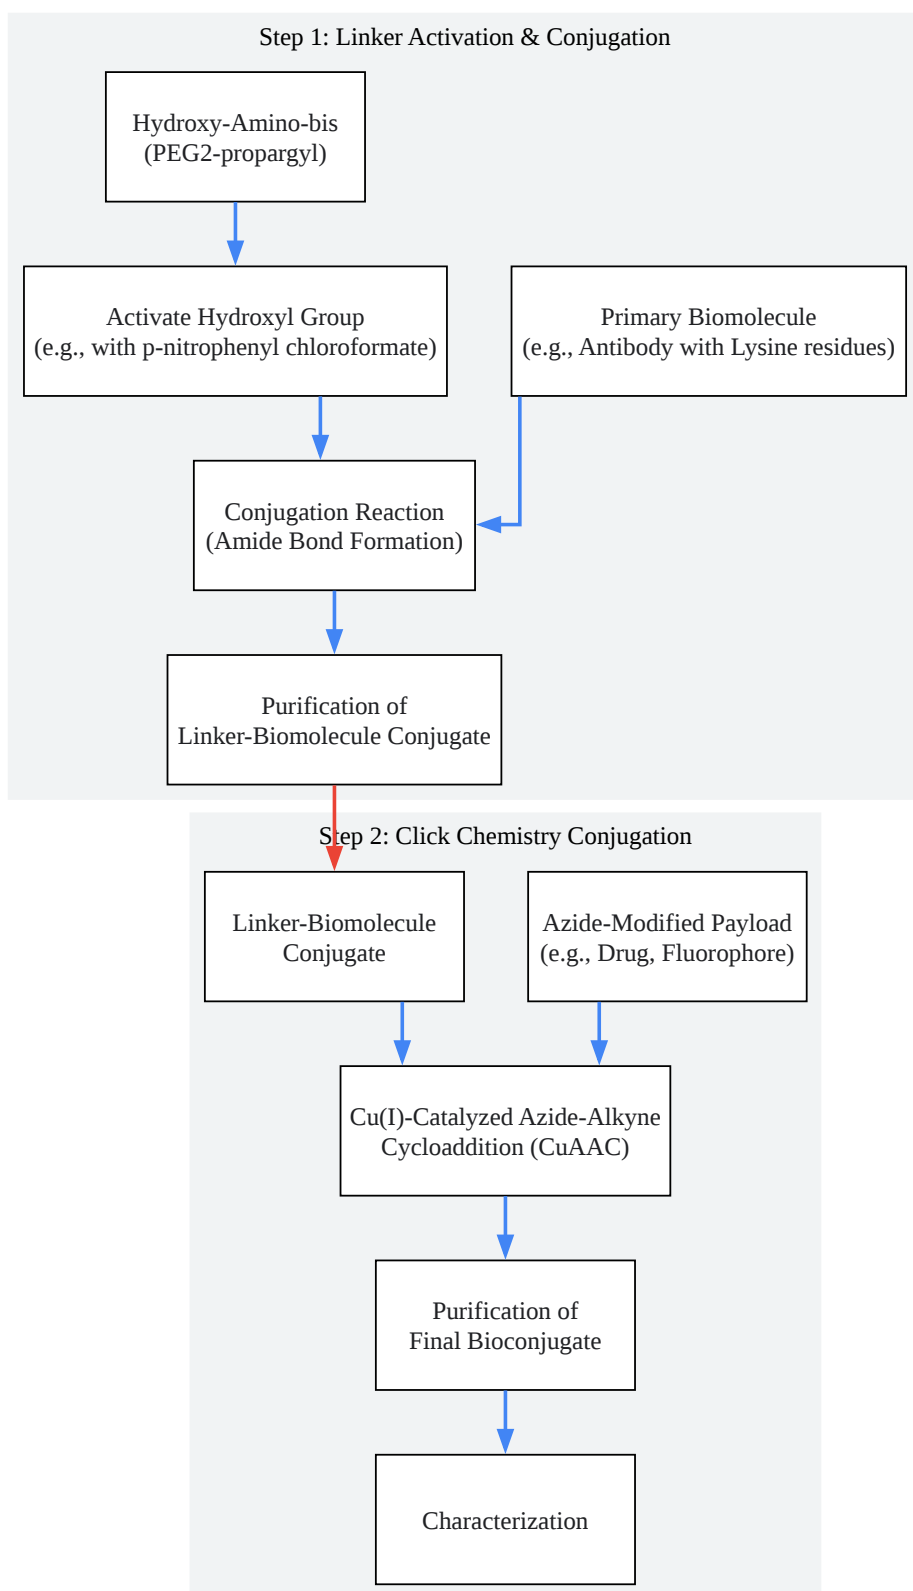 Step 1: Linker Activation & Conjugation
Hydroxy-Amino-bis
(PEG2-propargyl)
Activate Hydroxyl Group
(e.g., with p-nitrophenyl chloroformate)
Primary Biomolecule
(e.g., Antibody with Lysine residues)
Conjugation Reaction
(Amide Bond Formation)
Purification of
Linker-Biomolecule Conjugate
Step 2: Click Chemistry Conjugation
Linker-Biomolecule
Conjugate
Azide-Modified Payload
(e.g., Drug, Fluorophore)
Cu(I)-Catalyzed Azide-Alkyne
Cycloaddition (CuAAC)
Purification of
Final Bioconjugate
Characterization